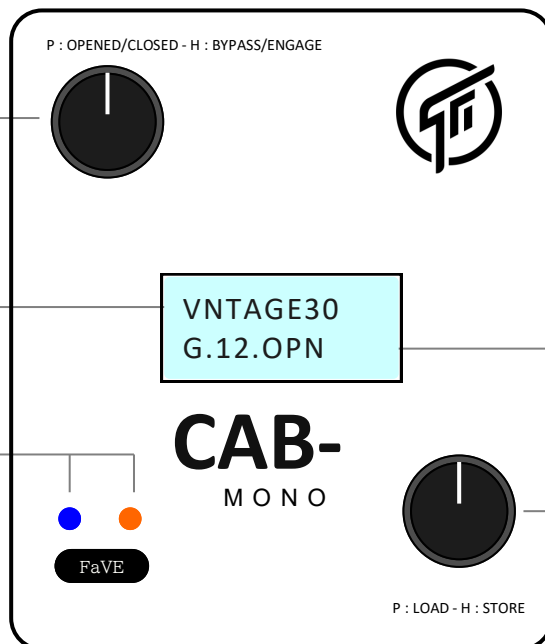 P : OPENED/CLOSED - H : BYPASS/ENGAGE
VNTAGE30
G.12.OPN
CAB-
MONO
FaVE
P : LOAD - H : STORE